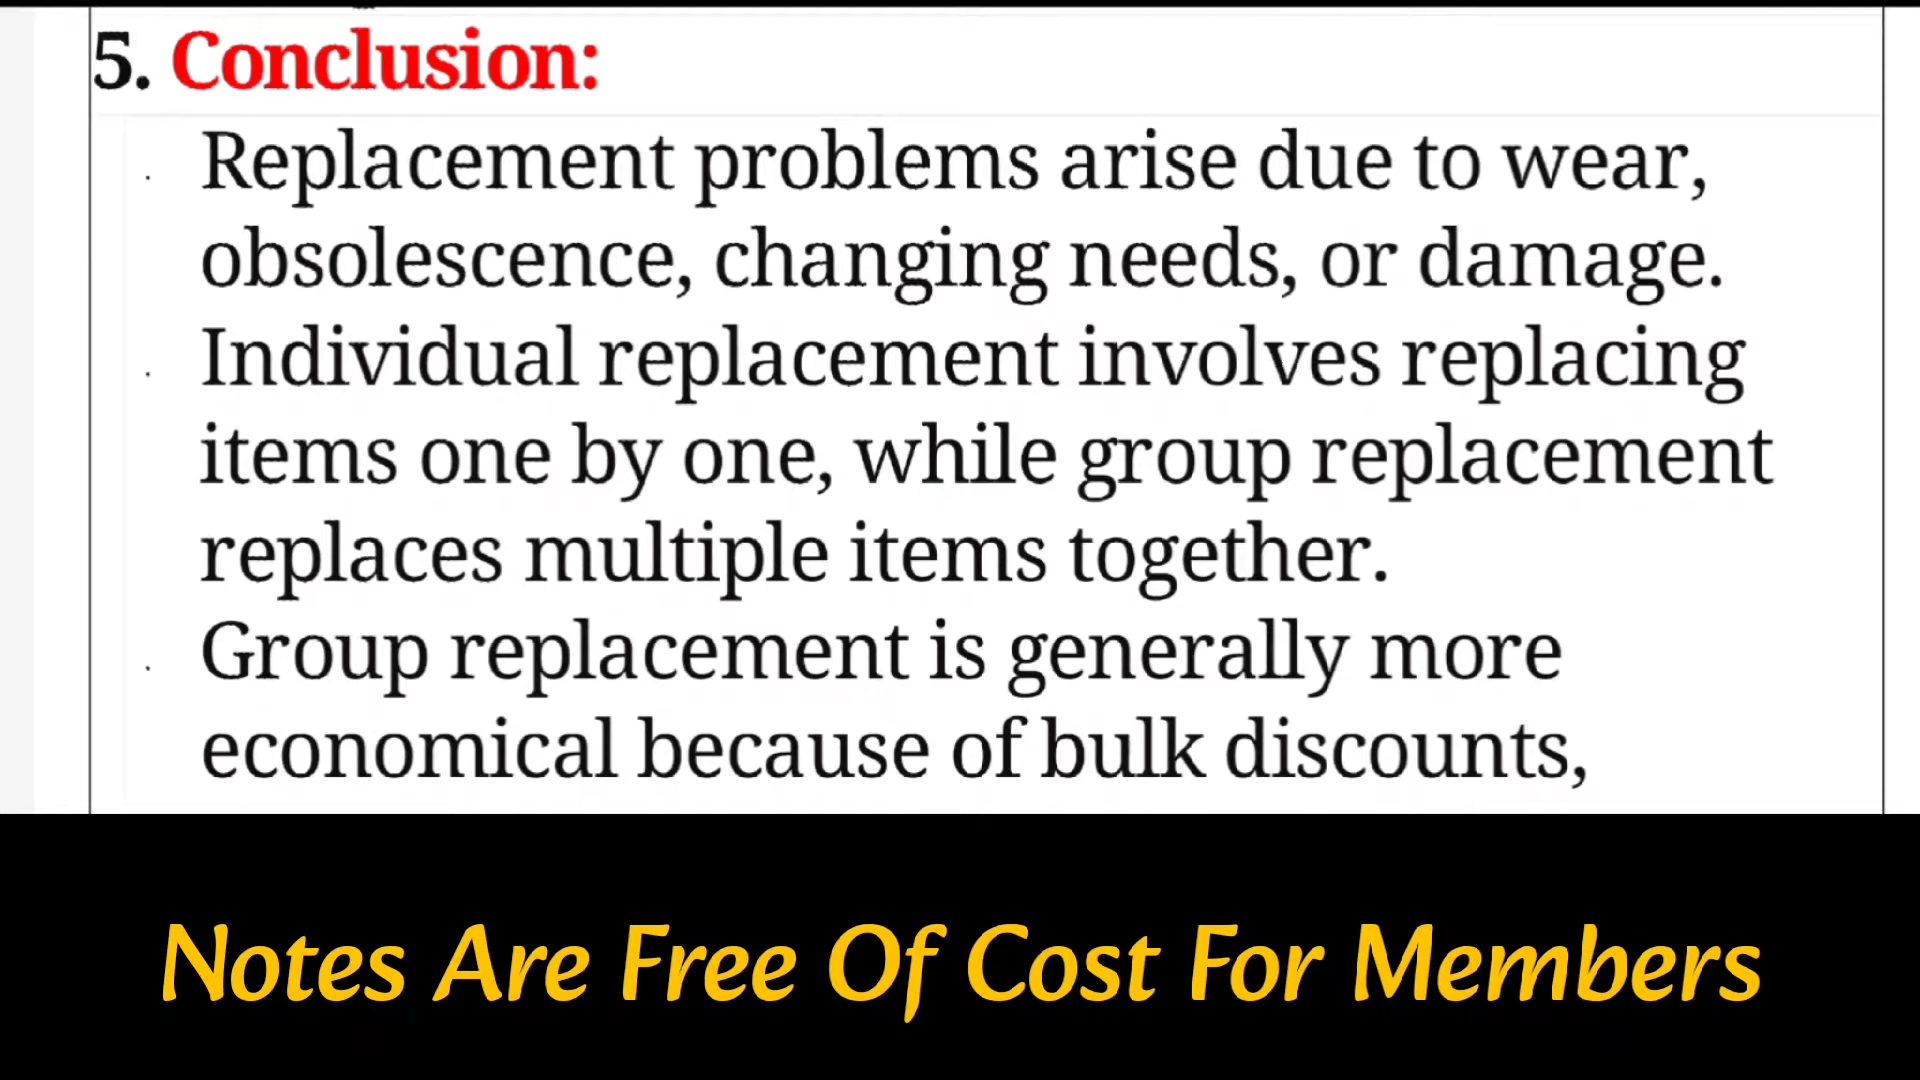 5. Conclusion:
. Replacement problems arise due to wear,
obsolescence, changing needs, or damage.
. Individual replacement involves replacing
items one by one, while group replacement
replaces multiple items together.
. Group replacement is generally more
economical because of bulk discounts,
Notes Are Free Of Cost For Members